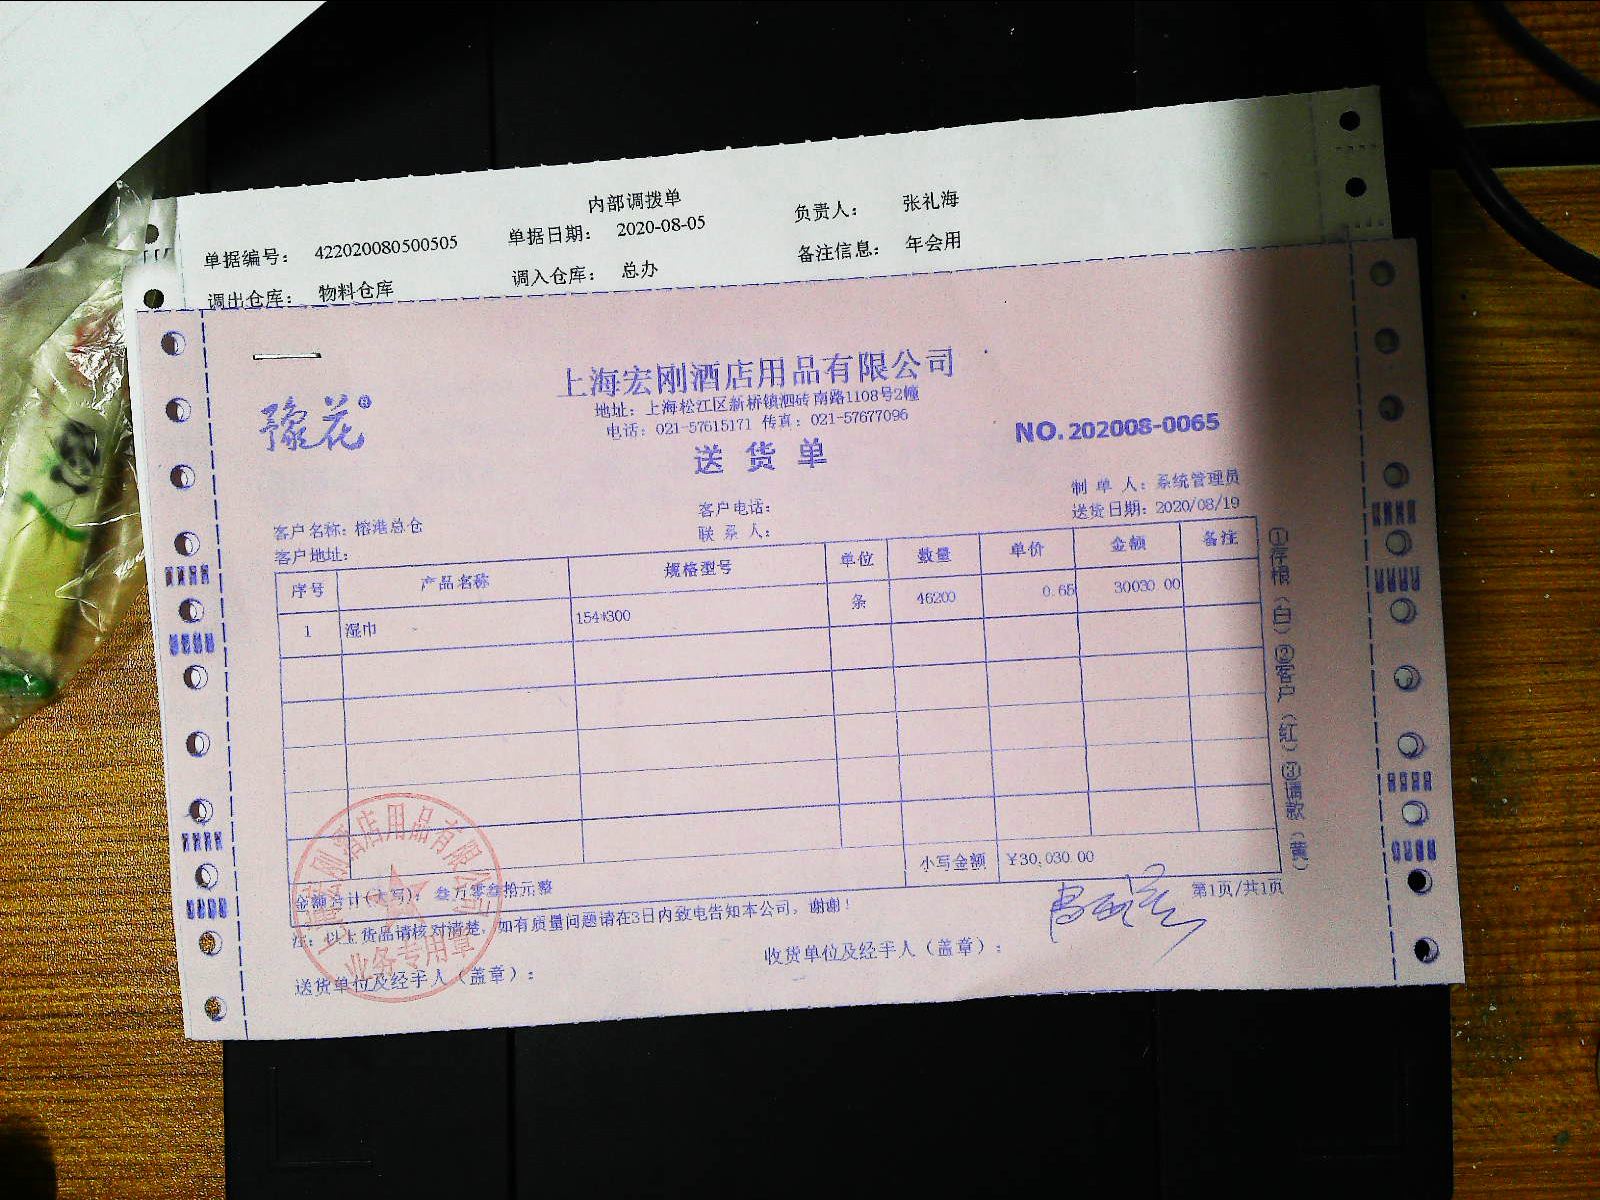 内部调拨单
单据编号： 422020080500505 单据日期： 2020-08-05 负责人： 张礼海
调出仓库： 物料仓库 调入仓库： 总办 备注信息： 年会用
豫花®
上海宏刚酒店用品有限公司
地址：上海松江区新桥镇泗砖南路1108号2幢
电话：021-57615171 传真：021-57677096
送货单
NO.202008-0065
客户名称：榕港总仓 客户电话： 制单人：系统管理员
客户地址： 联系人： 送货日期：2020/08/19
序号 产品名称 规格型号 单位 数量 单价 金额 备注
1 湿巾 154*300 条 46200 0.65 30030.00
小写金额 ¥30,030.00
金额合计(大写)： 叁万零叁拾元整
第1页/共1页
注：以上货品请核对清楚，如有质量问题请在3日内致电告知本公司，谢谢！
送货单位及经手人（盖章）： 收货单位及经手人（盖章）：
①存根（白）②客户（红）③请款（黄）
上海宏刚酒店用品有限公司
业务专用章